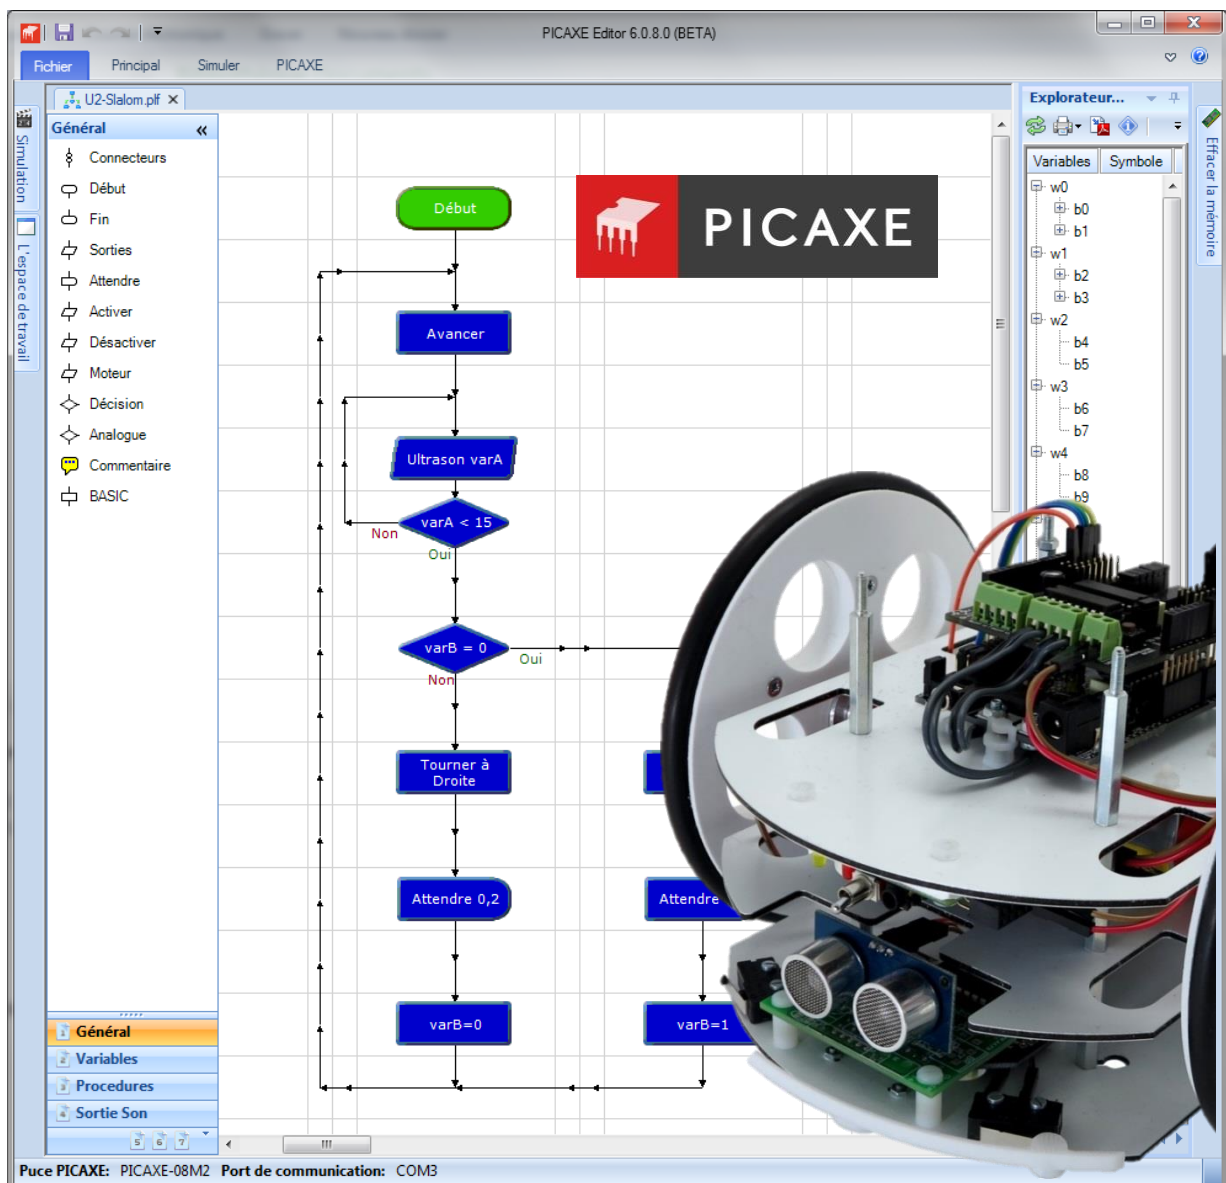 PICAXE Editor 6.0.8.0 (BETA)
Fichier Principal Simuler PICAXE
U2-Slalom.plf
Simulation
L'espace de travail
Général
Connecteurs
Début
Fin
Sorties
Attendre
Activer
Désactiver
Moteur
Décision
Analogue
Commentaire
BASIC
Général
Variables
Procedures
Sortie Son
5 6 7
Début
Avancer
Ultrason varA
varA < 15
Non
Oui
varB = 0
Oui
Non
Tourner à
Droite
Attendre 0,2
Attendre
varB=0
varB=1
PICAXE
Explorateur...
Variables Symbole
w0
b0
b1
w1
b2
b3
w2
b4
b5
w3
b6
b7
w4
b8
b9
Effacer la mémoire
Puce PICAXE: PICAXE-08M2 Port de communication: COM3